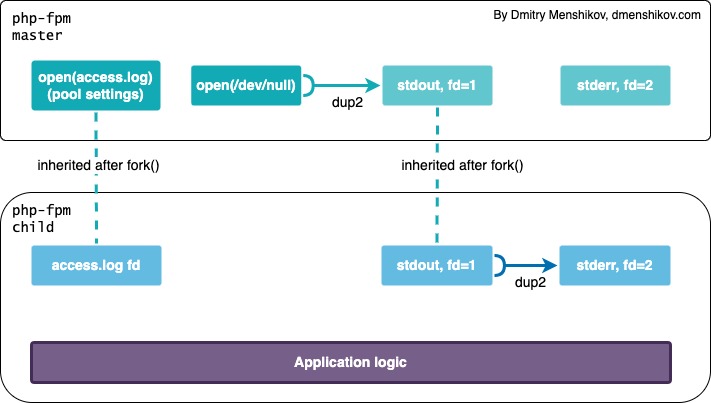 php-fpm
master
By Dmitry Menshikov, dmenshikov.com
open(access.log)
(pool settings)
open(/dev/null)
dup2
stdout, fd=1
stderr, fd=2
inherited after fork()
inherited after fork()
php-fpm
child
access.log fd
stdout, fd=1
dup2
stderr, fd=2
Application logic